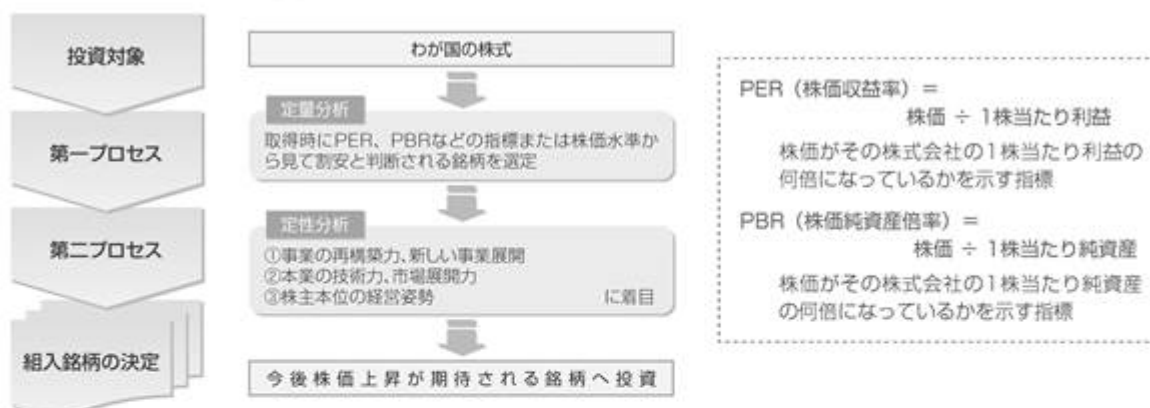 投資対象
わが国の株式
第一プロセス
定量分析
取得時にPER、PBRなどの指標または株価水準か
ら見て割安と判断される銘柄を選定
第二プロセス
定性分析
①事業の再構築力、新しい事業展開
②本業の技術力、市場展開力
③株主本位の経営姿勢 に着目
組入銘柄の決定
今後株価上昇が期待される銘柄へ投資
PER（株価収益率）＝
株価 ÷ 1株当たり利益
株価がその株式会社の1株当たり利益の
何倍になっているかを示す指標
PBR（株価純資産倍率）＝
株価 ÷ 1株当たり純資産
株価がその株式会社の1株当たり純資産
の何倍になっているかを示す指標